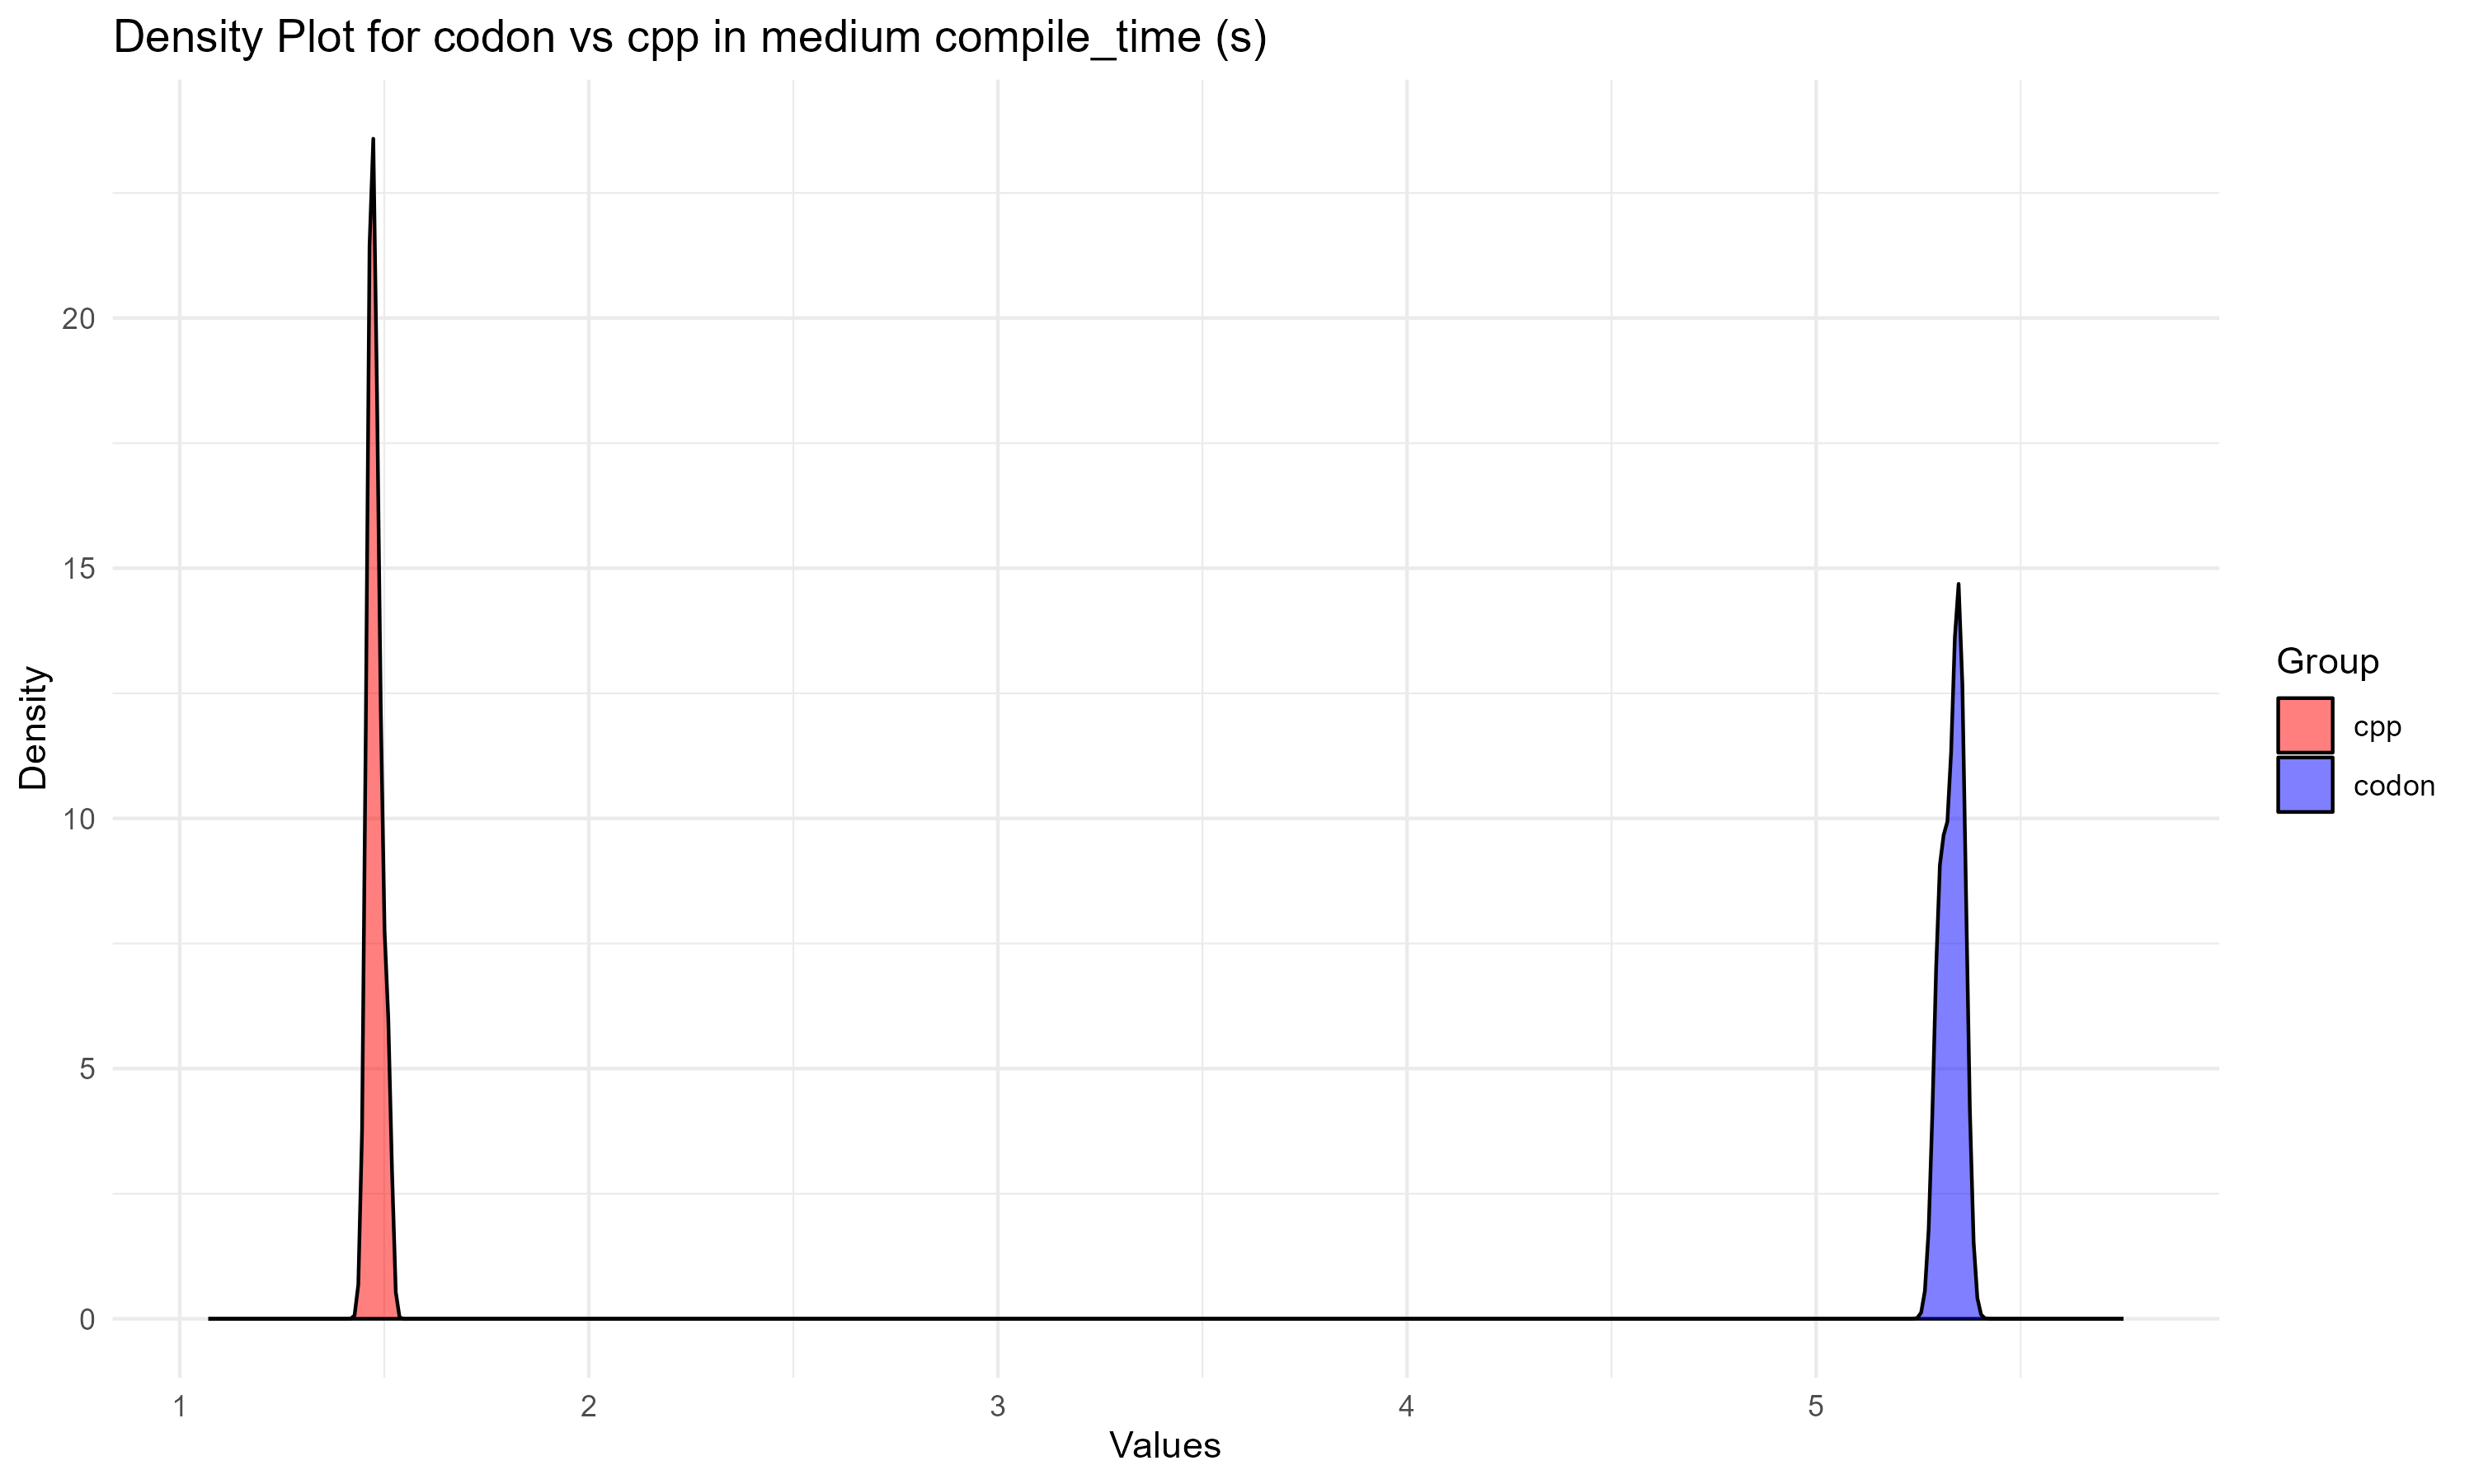 Density Plot for codon vs cpp in medium compile_time (s)
Density
20
15
10
5
0
1 2 3 4 5
Values
Group
cpp
codon